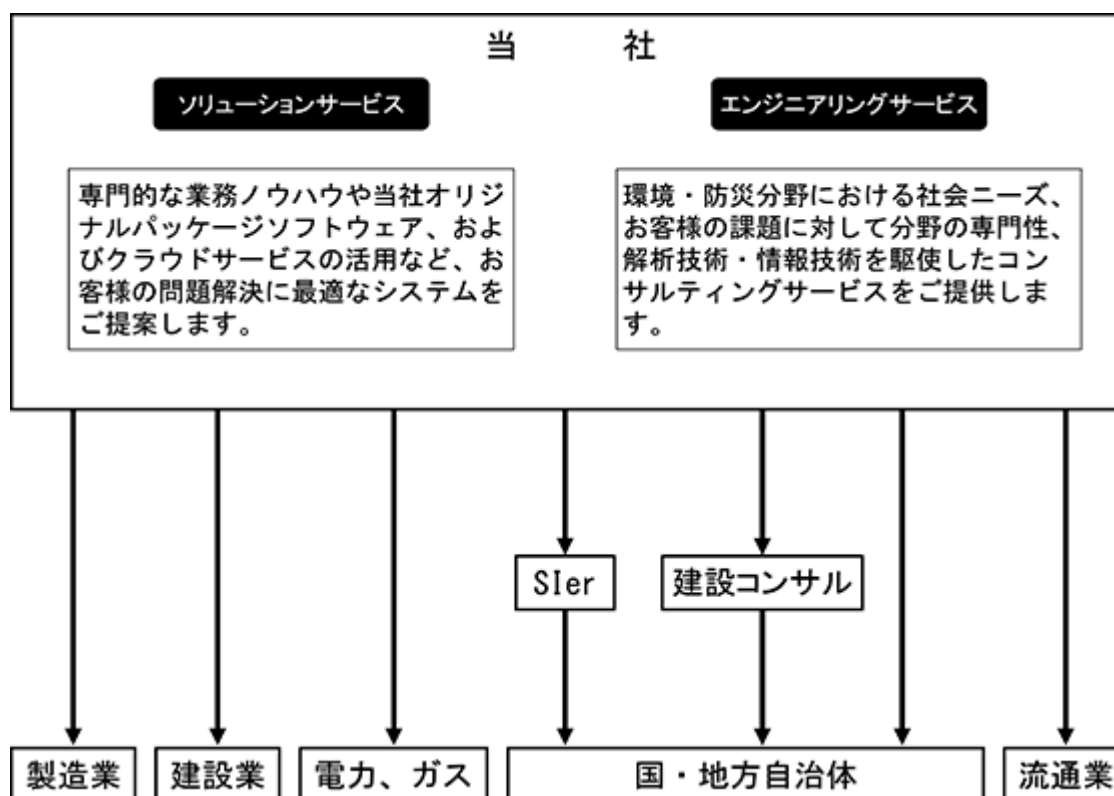 当 社
ソリューションサービス
エンジニアリングサービス
専門的な業務ノウハウや当社オリジ
ナルパッケージソフトウェア、およ
びクラウドサービスの活用など、お
客様の問題解決に最適なシステムを
ご提案します。
環境・防災分野における社会ニーズ、
お客様の課題に対して分野の専門性、
解析技術・情報技術を駆使したコン
サルティングサービスをご提供しま
す。
SIer
建設コンサル
製造業
建設業
電力、ガス
国・地方自治体
流通業